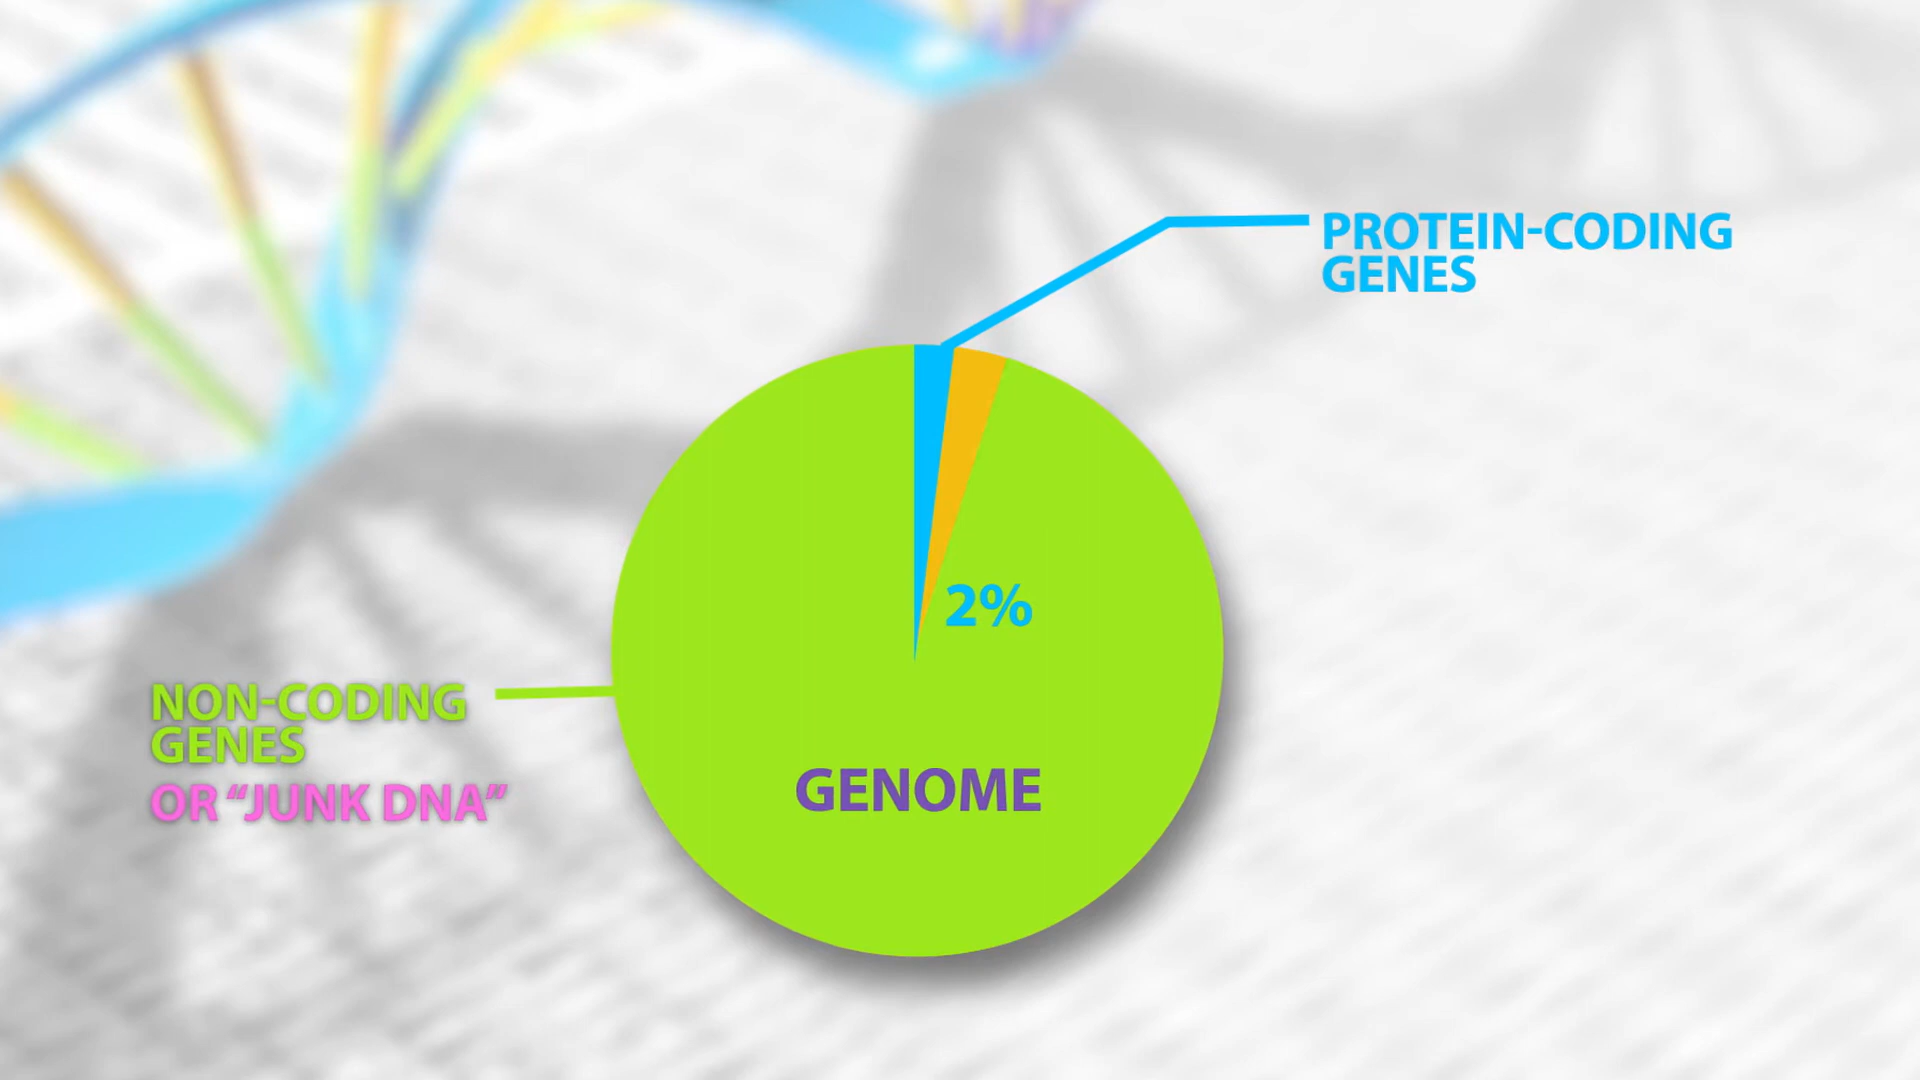 PROTEIN-CODING
GENES
2%
NON-CODING
GENES
OR “JUNK DNA”
GENOME